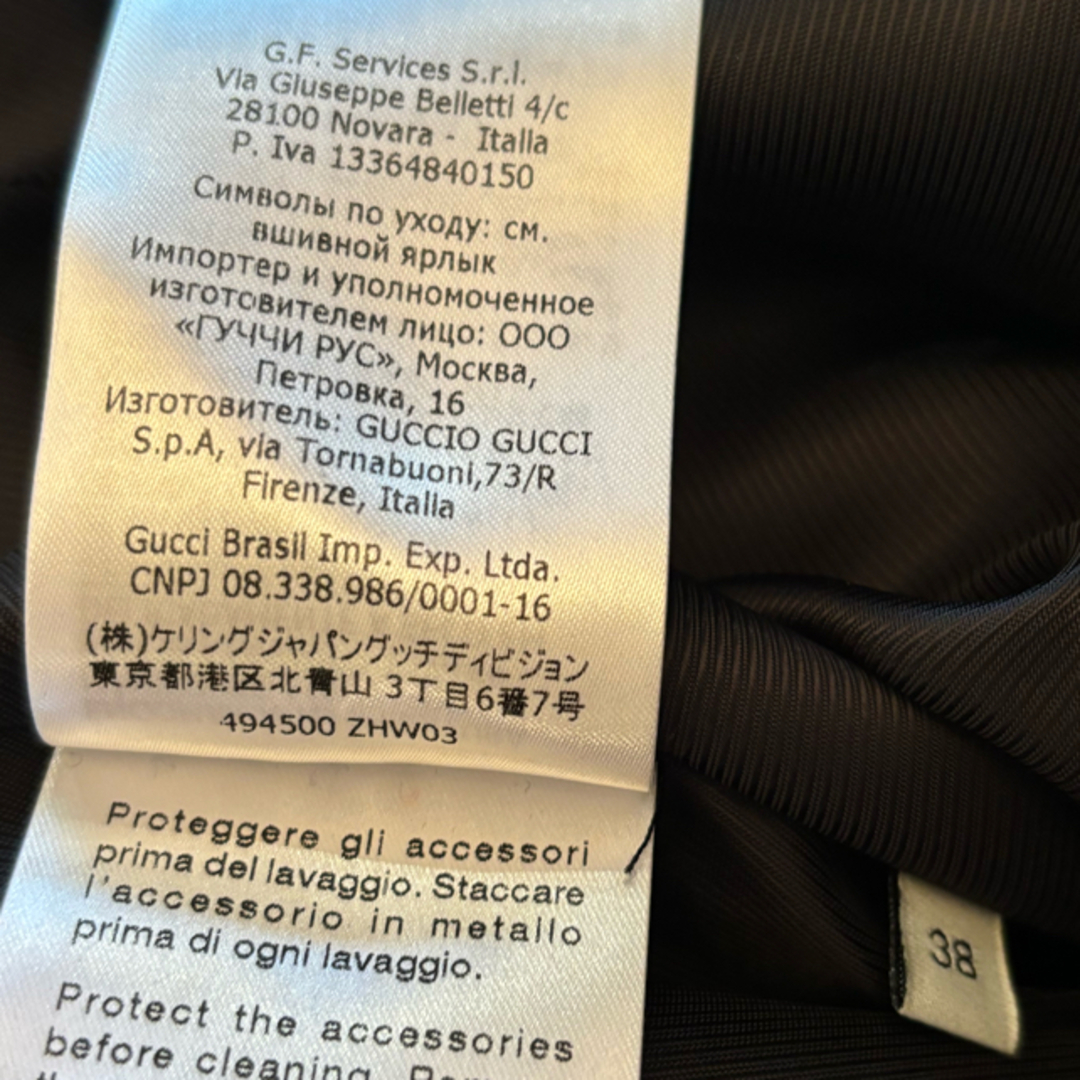 G.F. Services S.r.l.
Via Giuseppe Belletti 4/c
28100 Novara - Italia
P. Iva 13364840150
Символы по уходу: см.
вшивной ярлык
Импортер и уполномоченное
изготовителем лицо: ООО
«ГУЧЧИ РУС», Москва,
Петровка, 16
Изготовитель: GUCCIO GUCCI
S.p.A, via Tornabuoni,73/R
Firenze, Italia
Gucci Brasil Imp. Exp. Ltda.
CNPJ 08.338.986/0001-16
(株)ケリングジャパングッチディビジョン
東京都港区北青山 3丁目6番7号
494500 ZHW03
Proteggere gli accessori
prima del lavaggio. Staccare
l'accessorio in metallo
prima di ogni lavaggio.
Protect the accessories
before cleaning.
38